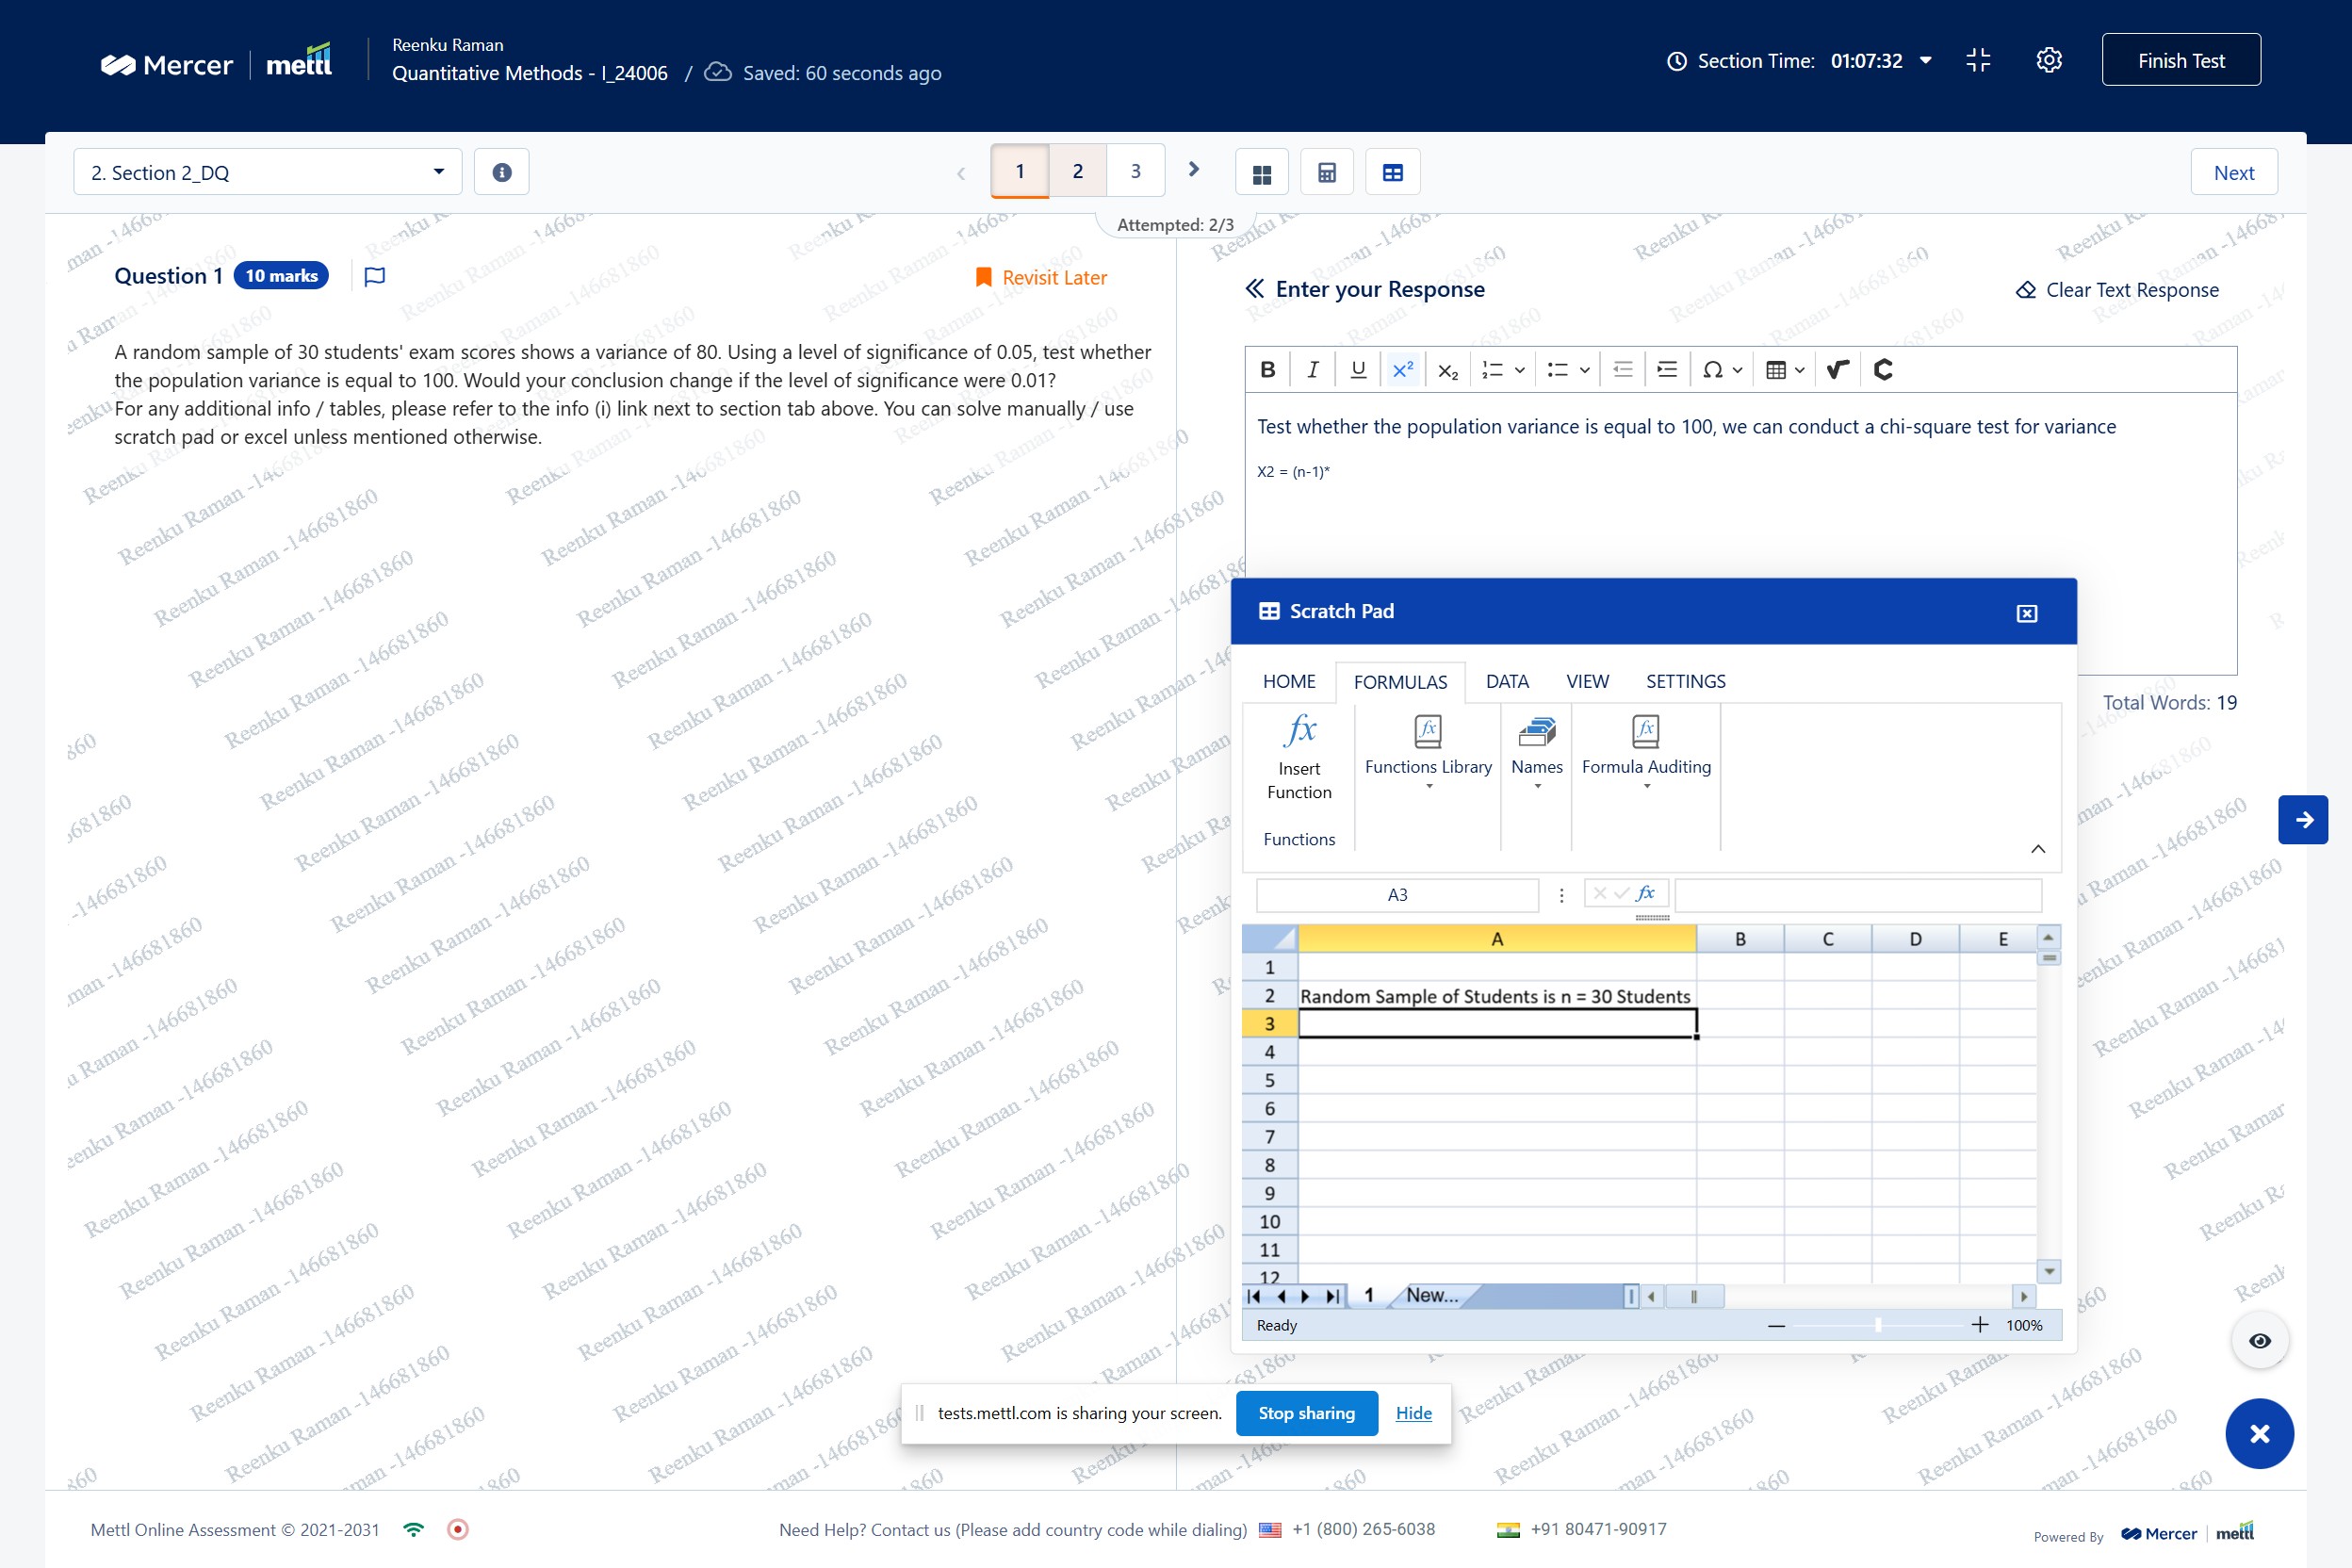 Mercer | mettl
Reenku Raman
Quantitative Methods - I_24006 / Saved: 60 seconds ago
Section Time: 01:07:32
Finish Test
2. Section 2_DQ
1 2 3
Next
Attempted: 2/3
Question 1 10 marks
Revisit Later
A random sample of 30 students' exam scores shows a variance of 80. Using a level of significance of 0.05, test whether
the population variance is equal to 100. Would your conclusion change if the level of significance were 0.01?
For any additional info / tables, please refer to the info (i) link next to section tab above. You can solve manually / use
scratch pad or excel unless mentioned otherwise.
Enter your Response
Clear Text Response
B I U X² X₂
Test whether the population variance is equal to 100, we can conduct a chi-square test for variance
X2 = (n-1)*
Total Words: 19
Scratch Pad
HOME FORMULAS DATA VIEW SETTINGS
Insert
Function
Functions Library
Names
Formula Auditing
Functions
A3
fx
A B C D E
1
2 Random Sample of Students is n = 30 Students
3
4
5
6
7
8
9
10
11
12
1 New...
Ready
100%
Reenku Raman -146681860
tests.mettl.com is sharing your screen. Stop sharing Hide
Mettl Online Assessment © 2021-2031
Need Help? Contact us (Please add country code while dialing) +1 (800) 265-6038 +91 80471-90917
Powered By Mercer | mettl